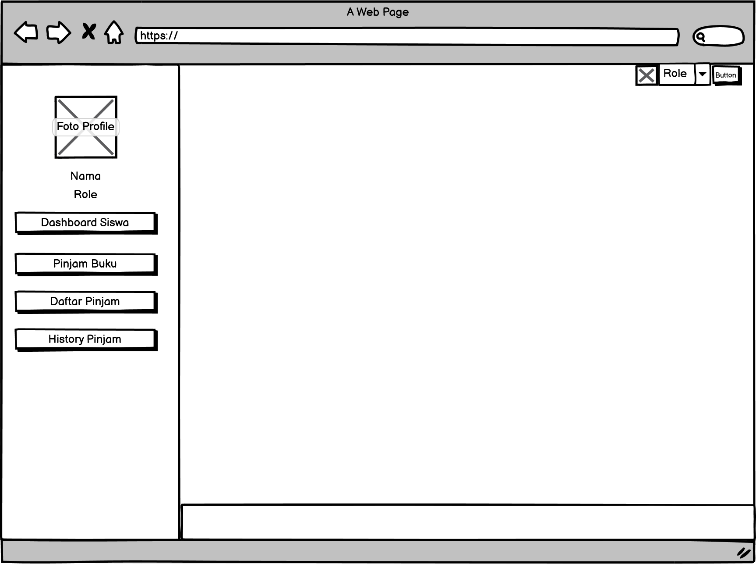 A Web Page
https://
Role
Button
Foto Profile
Nama
Role
Dashboard Siswa
Pinjam Buku
Daftar Pinjam
History Pinjam